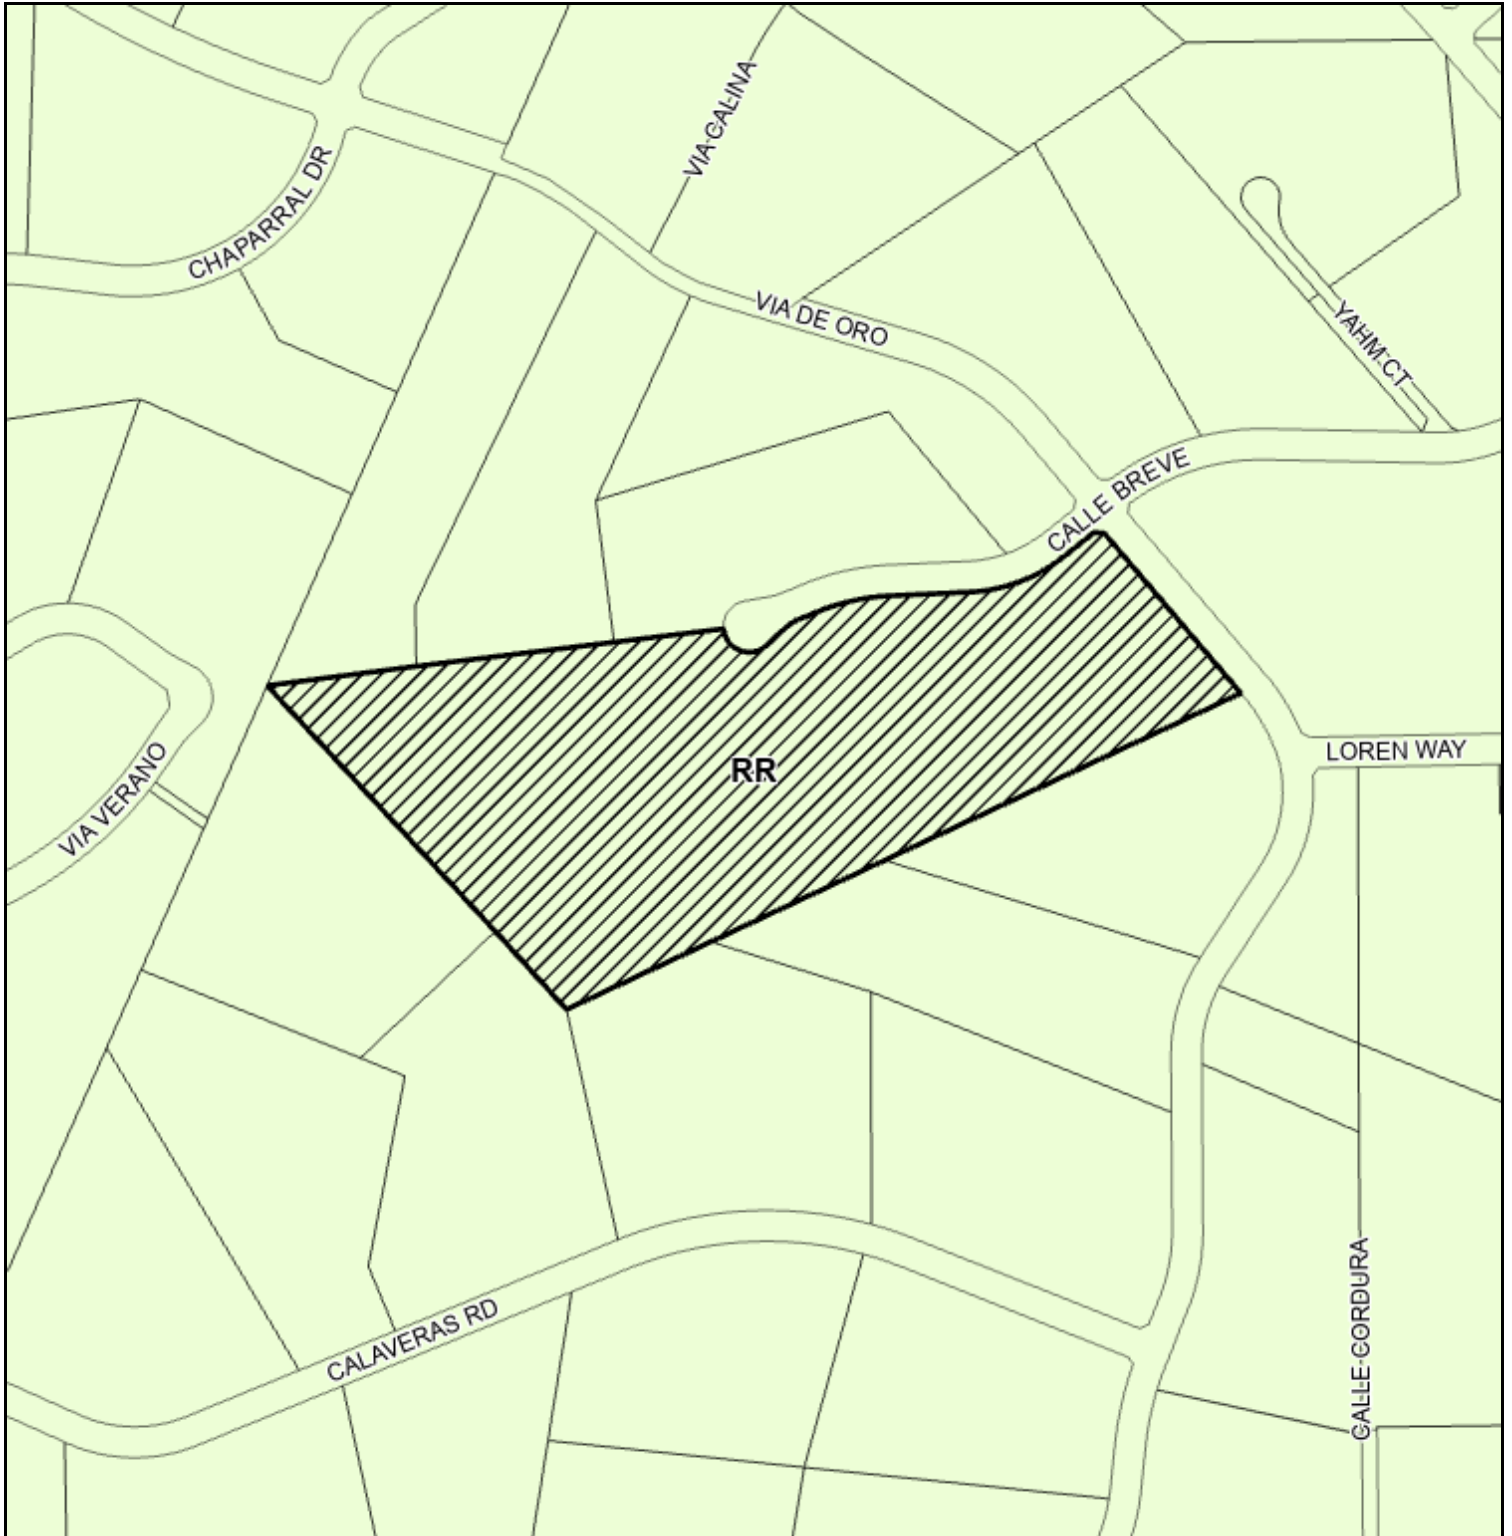 VIA CALINA
CHAPARRAL DR
VIA DE ORO
YAHM CT
CALLE BREVE
LOREN WAY
RR
VIA VERANO
CALLE CORDURA
CALAVERAS RD